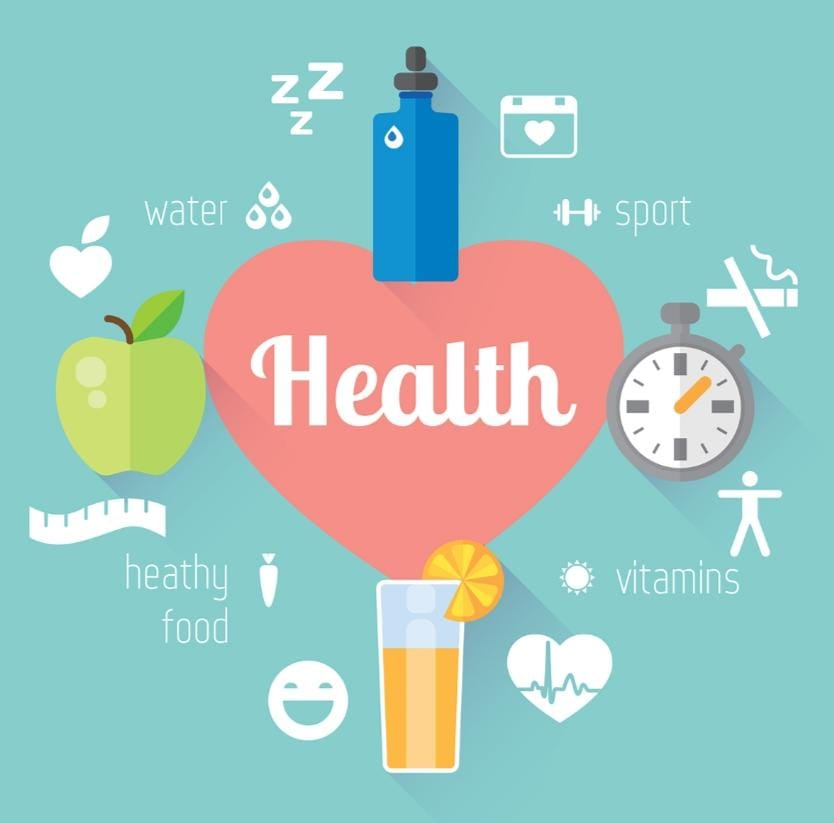 z z
z
water
sport
Health
heathy
food
vitamins